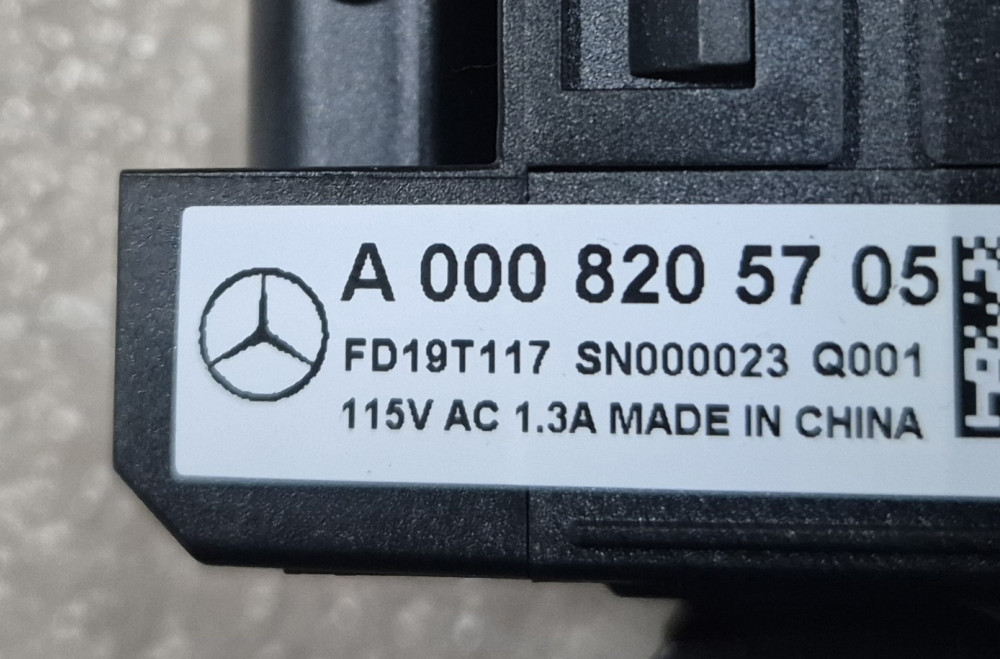 A 000 820 57 05
FD19T117 SN000023 Q001
115V AC 1.3A MADE IN CHINA